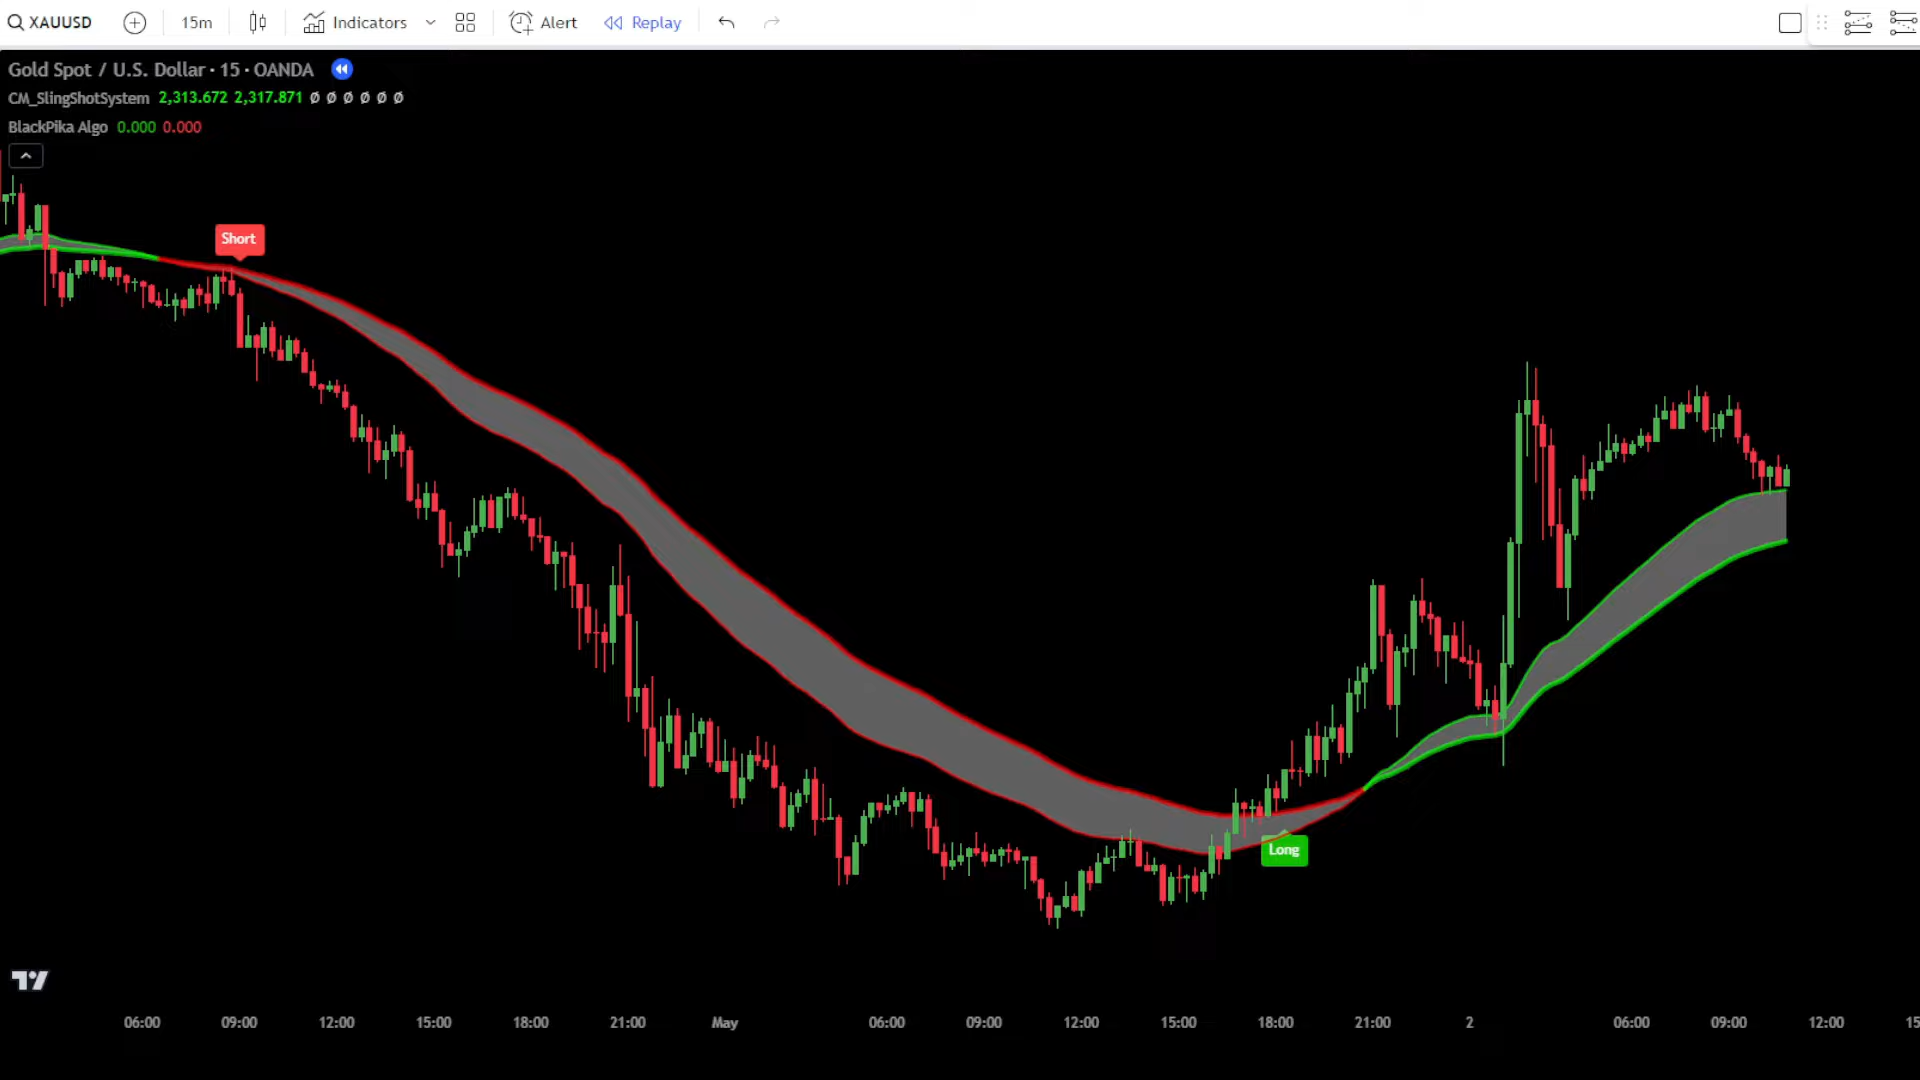 XAUUSD 15m Indicators Alert Replay
Gold Spot / U.S. Dollar · 15 · OANDA
CM_SlingShotSystem 2,313.672 2,317.871 Ø Ø Ø Ø Ø Ø
BlackPika Algo 0.000 0.000
Short
Long
06:00 09:00 12:00 15:00 18:00 21:00 May 06:00 09:00 12:00 15:00 18:00 21:00 2 06:00 09:00 12:00 15